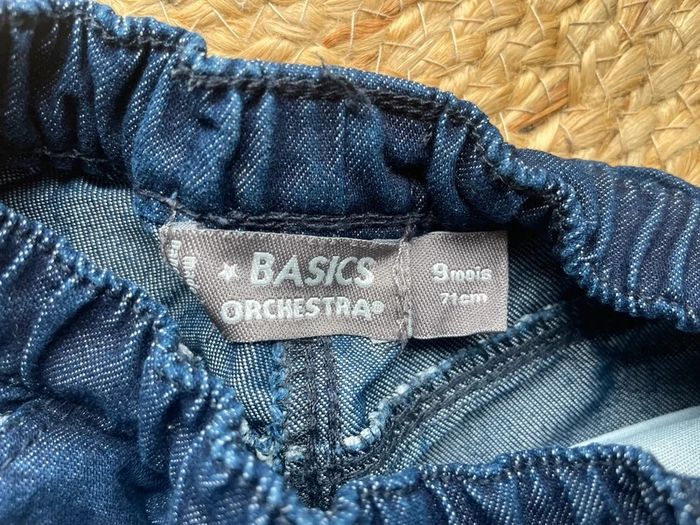 BASICS
ORCHESTRA®
9 mois
71cm